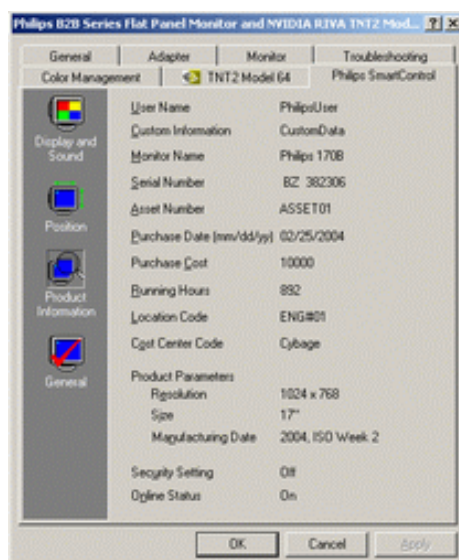 Philips B2B Series Flat Panel Monitor and NVIDIA RIVA TNT2 Mod...
General Adapter Monitor Troubleshooting
Color Management TNT2 Model 64 Philips SmartControl
Display and Sound
Position
Product Information
General
User Name PhilipsUser
Custom Information CustomData
Monitor Name Philips 170B
Serial Number BZ 382306
Asset Number ASSET01
Purchase Date (mm/dd/yy) 02/25/2004
Purchase Cost 10000
Running Hours 892
Location Code ENG#01
Cost Center Code Cybage
Product Parameters
Resolution 1024 x 768
Size 17"
Manufacturing Date 2004, ISO Week 2
Security Setting Off
Online Status On
OK Cancel Apply